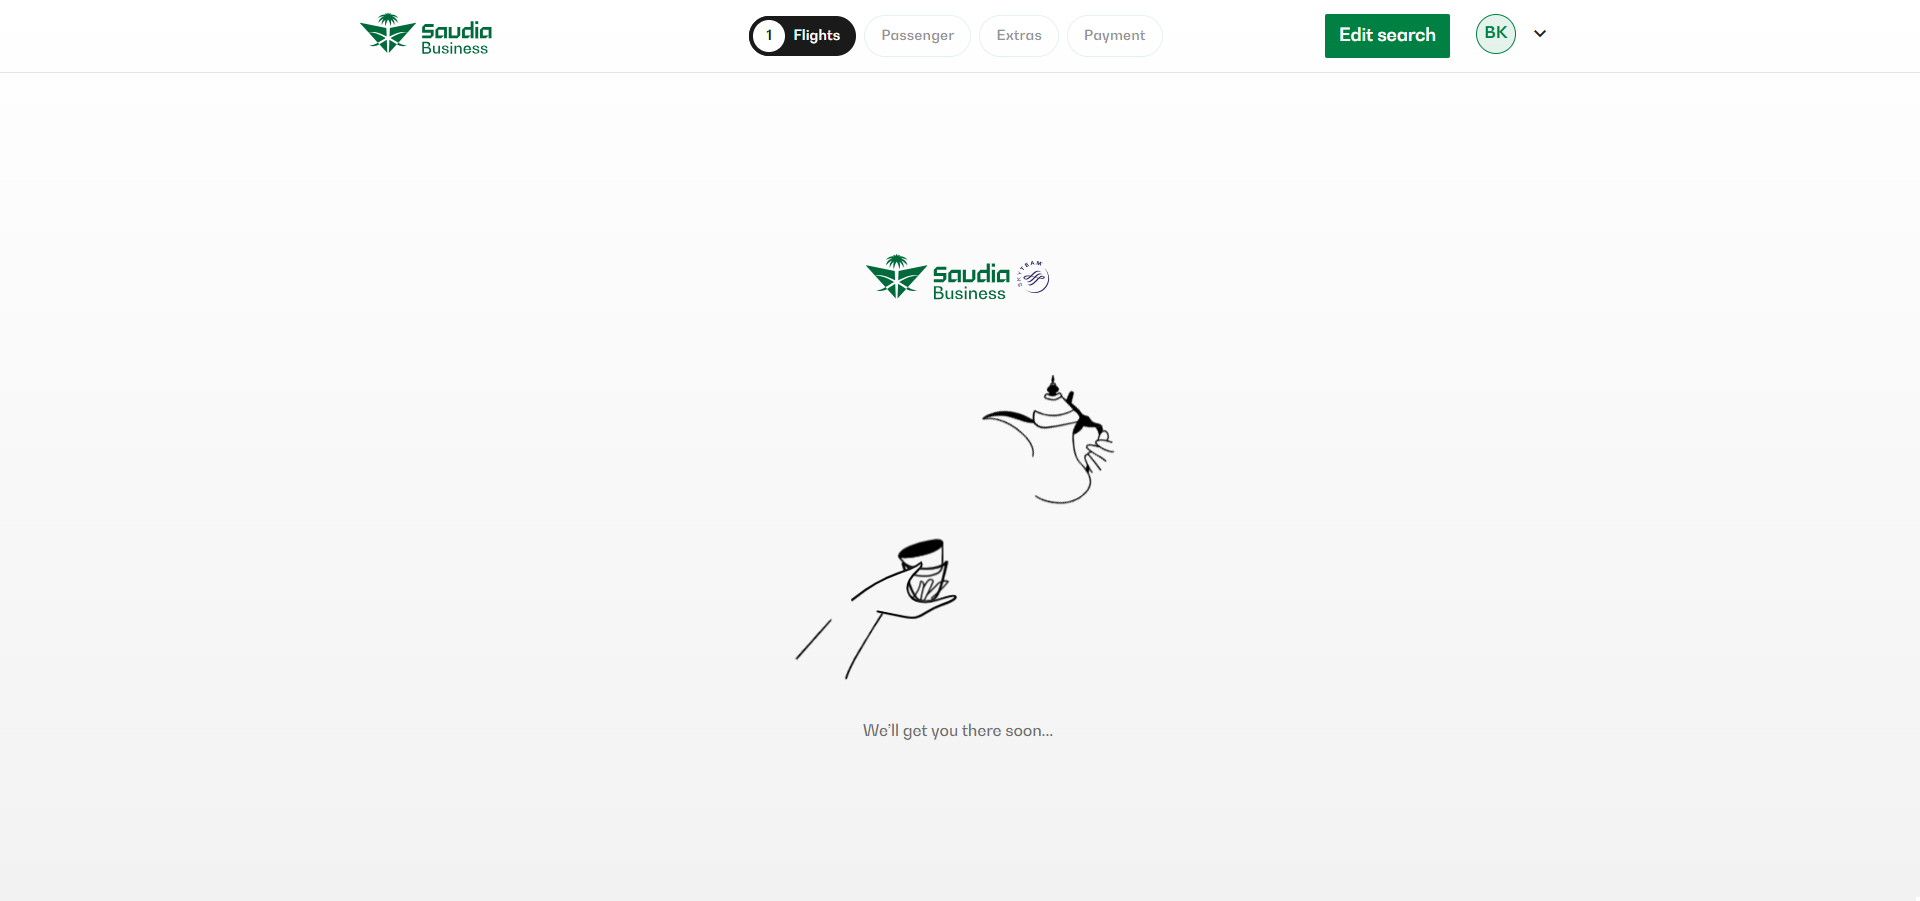 Saudia
Business
1 Flights
Passenger
Extras
Payment
Edit search
BK
Saudia
Business
SKYTEAM
We'll get you there soon...